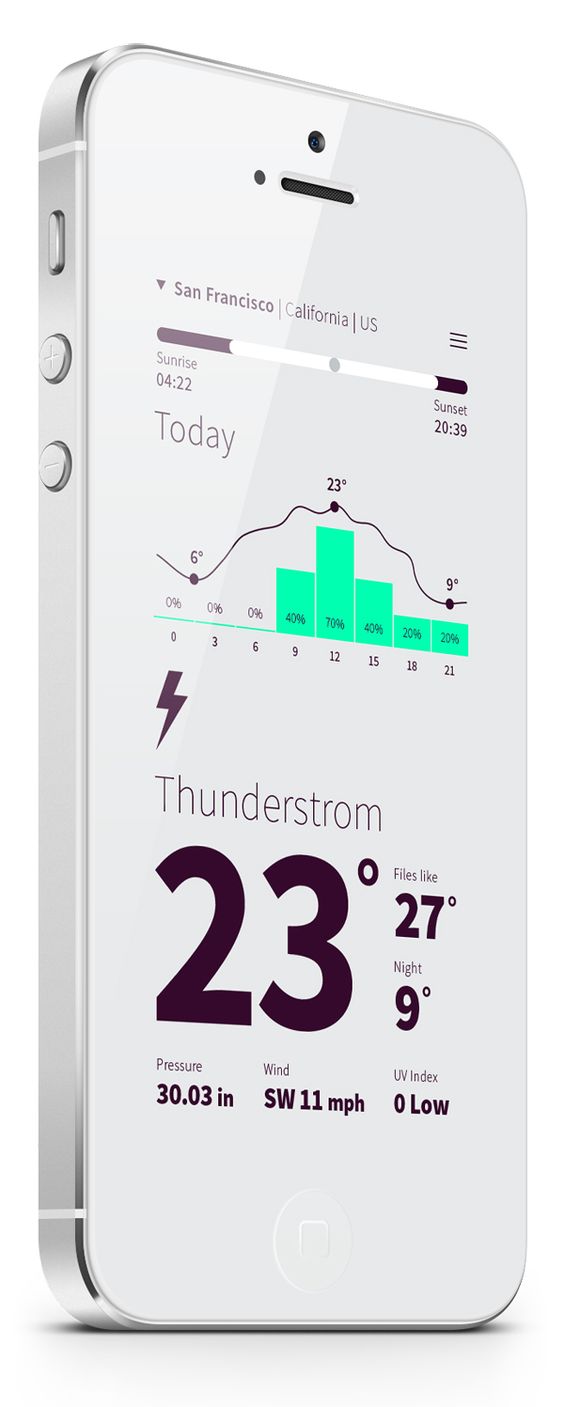 ▼ San Francisco | California | US
Sunrise
04:22
Sunset
20:39
Today
23°
6°
9°
0% 0% 0% 40% 70% 40% 20% 20%
0 3 6 9 12 15 18 21
Thunderstrom
23°
Files like
27°
Night
9°
Pressure Wind UV Index
30.03 in SW 11 mph 0 Low